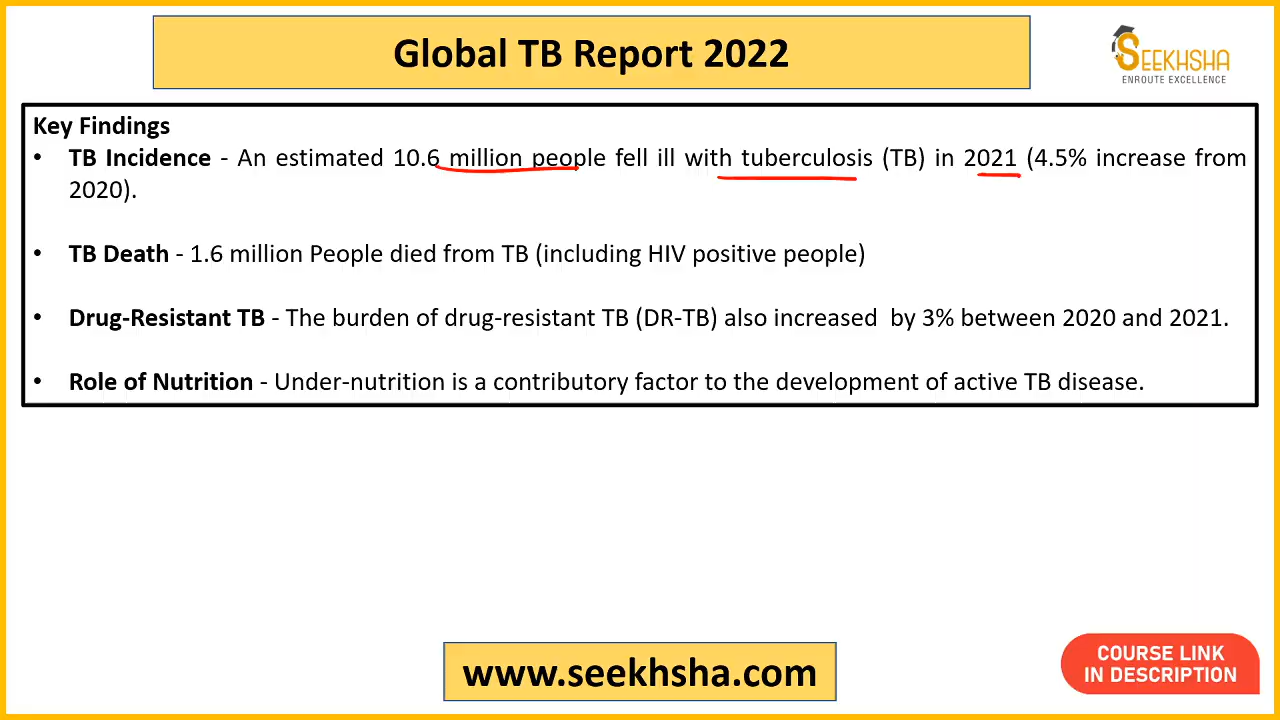 Global TB Report 2022
SEEKHSHA
ENROUTE EXCELLENCE
Key Findings
• TB Incidence - An estimated 10.6 million people fell ill with tuberculosis (TB) in 2021 (4.5% increase from
2020).
• TB Death - 1.6 million People died from TB (including HIV positive people)
• Drug-Resistant TB - The burden of drug-resistant TB (DR-TB) also increased  by 3% between 2020 and 2021.
• Role of Nutrition - Under-nutrition is a contributory factor to the development of active TB disease.
www.seekhsha.com
COURSE LINK
IN DESCRIPTION